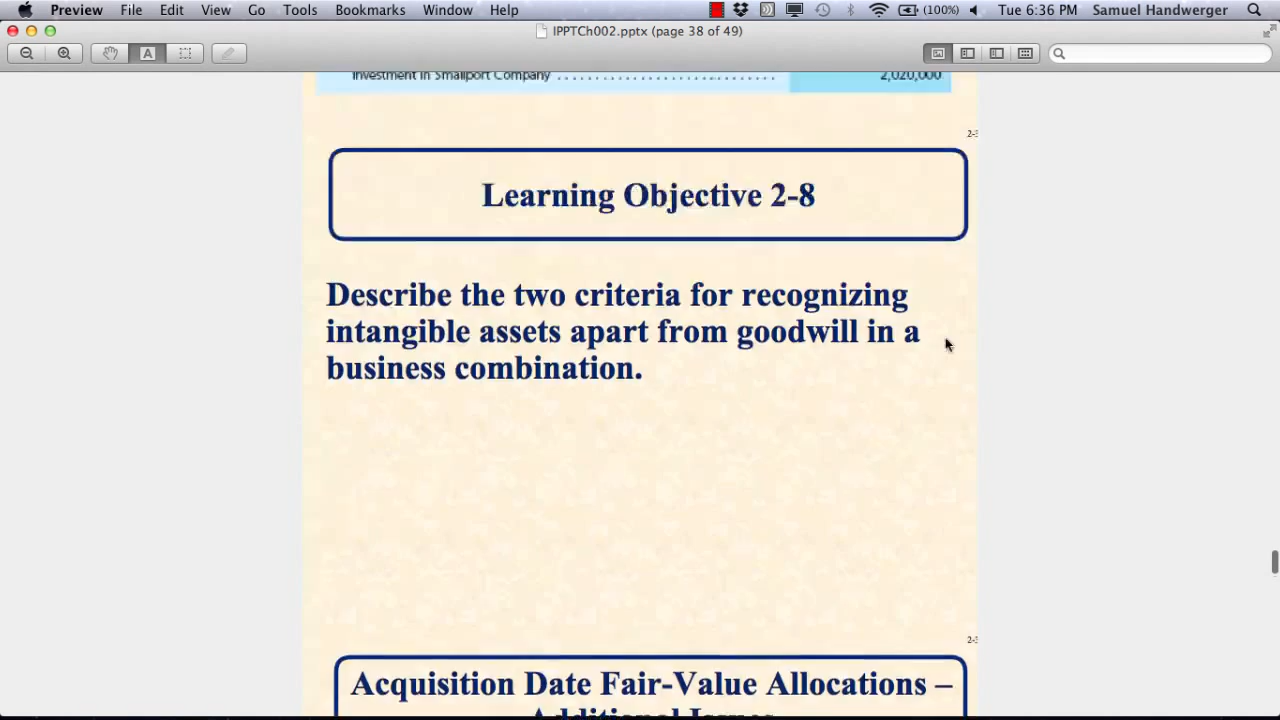 Preview File Edit View Go Tools Bookmarks Window Help (100%) Tue 6:36 PM Samuel Handwerger
IPPTCh002.pptx (page 38 of 49)
Investment in Smallport Company 2,020,000
Learning Objective 2-8
Describe the two criteria for recognizing
intangible assets apart from goodwill in a
business combination.
Acquisition Date Fair-Value Allocations –
Additional Issues